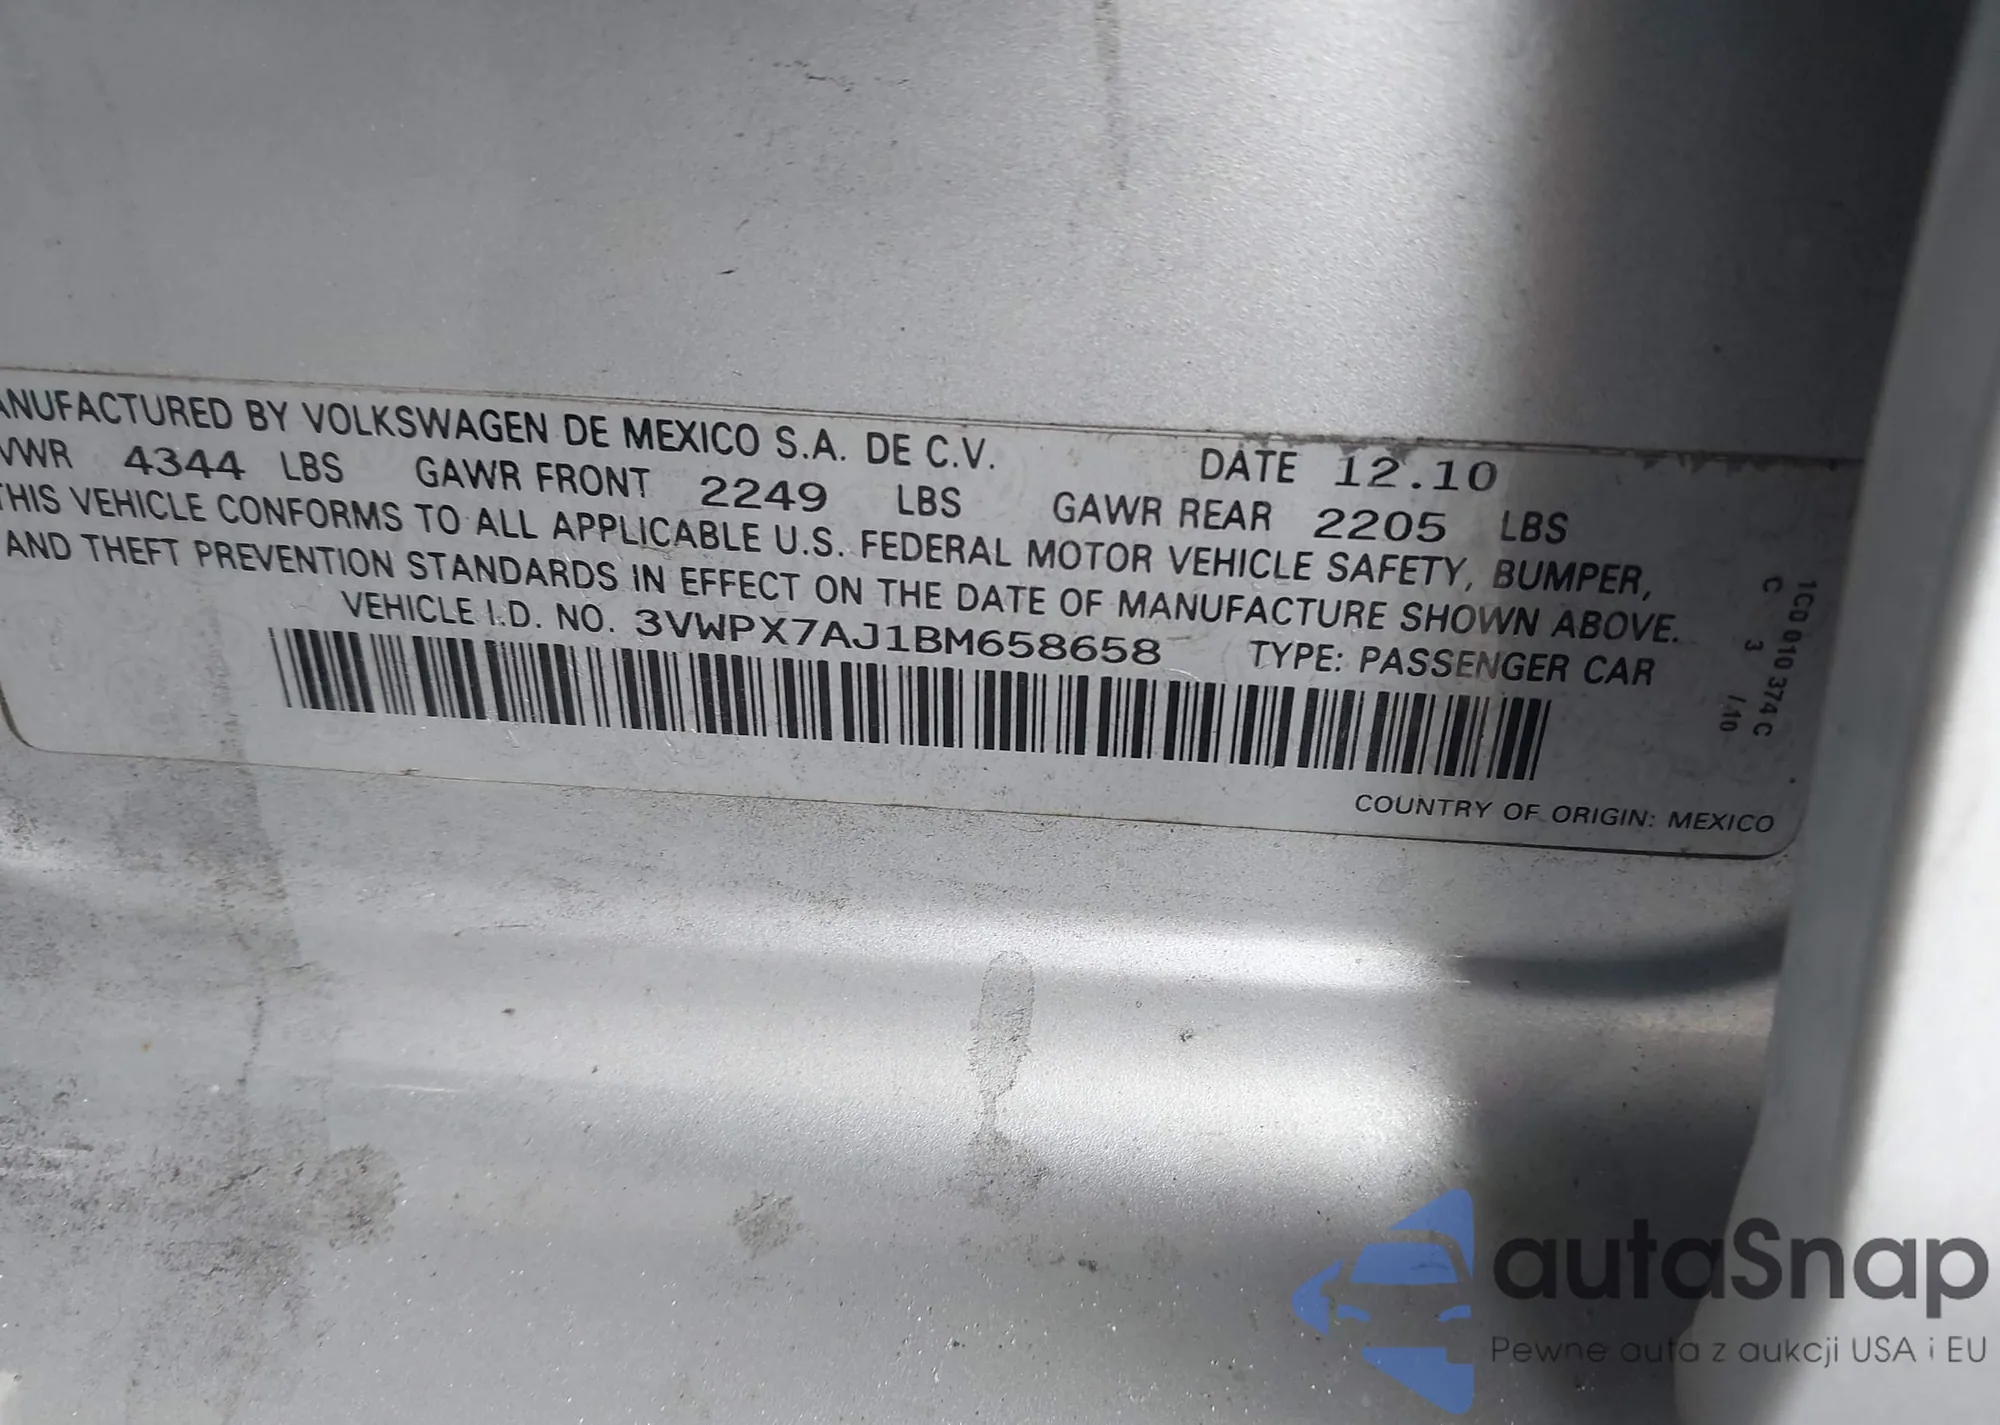 ANUFACTURED BY VOLKSWAGEN DE MEXICO S.A. DE C.V. DATE 12.10
VWR 4344 LBS GAWR FRONT 2249 LBS GAWR REAR 2205 LBS
THIS VEHICLE CONFORMS TO ALL APPLICABLE U.S. FEDERAL MOTOR VEHICLE SAFETY, BUMPER,
AND THEFT PREVENTION STANDARDS IN EFFECT ON THE DATE OF MANUFACTURE SHOWN ABOVE.
VEHICLE I.D. NO. 3VWPX7AJ1BM658658 TYPE: PASSENGER CAR
1C0 010 374 C
C 3 /10
COUNTRY OF ORIGIN: MEXICO
autaSnap
Pewne auta z aukcji USA i EU